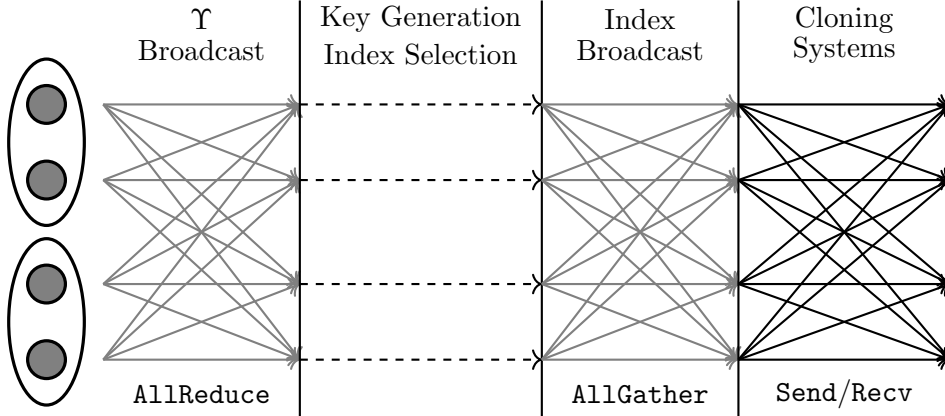 ϒ
Broadcast
Key Generation
Index Selection
Index
Broadcast
Cloning
Systems
AllReduce
AllGather
Send/Recv